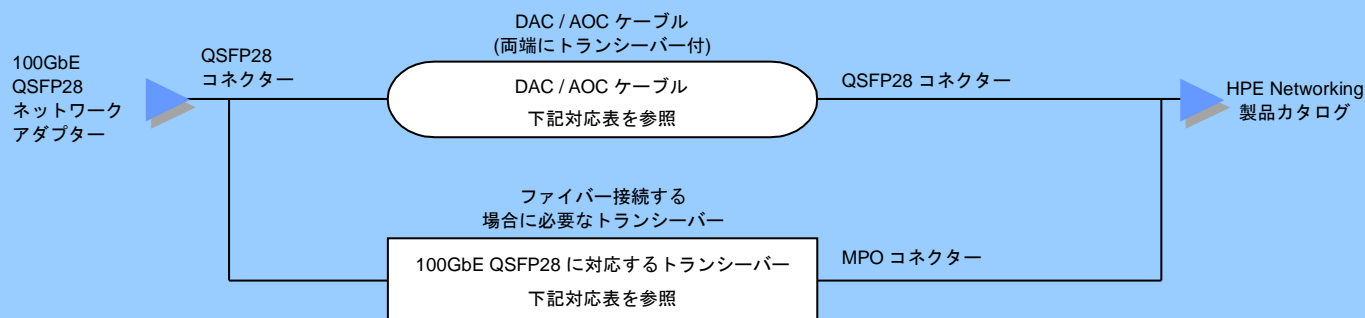 100GbE
QSFP28
ネットワーク
アダプター
QSFP28
コネクター
DAC / AOC ケーブル
(両端にトランシーバー付)
DAC / AOC ケーブル
下記対応表を参照
QSFP28 コネクター
HPE Networking
製品カタログ
ファイバー接続する
場合に必要なトランシーバー
100GbE QSFP28 に対応するトランシーバー
下記対応表を参照
MPO コネクター